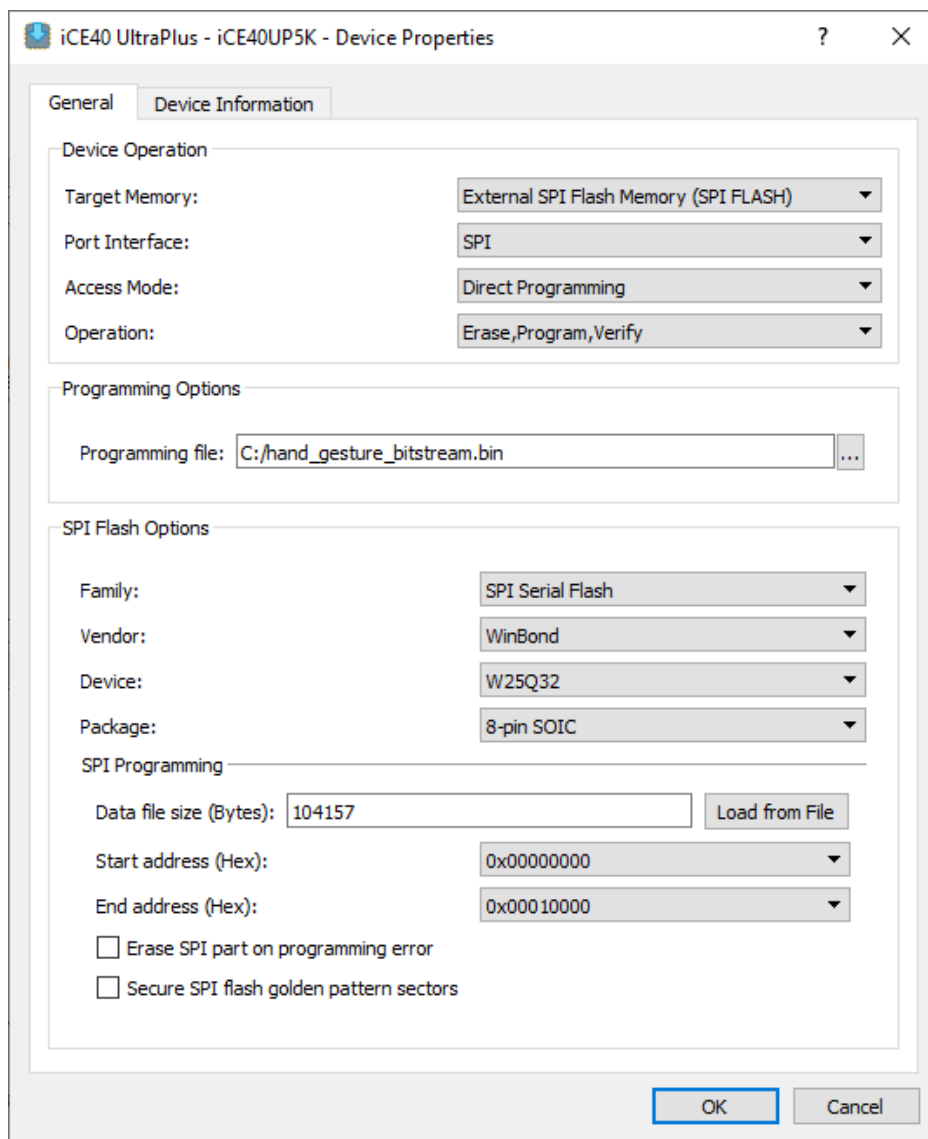 iCE40 UltraPlus - iCE40UP5K - Device Properties ?
General Device Information
Device Operation
Target Memory: External SPI Flash Memory (SPI FLASH)
Port Interface: SPI
Access Mode: Direct Programming
Operation: Erase,Program,Verify
Programming Options
Programming file: C:/hand_gesture_bitstream.bin ...
SPI Flash Options
Family: SPI Serial Flash
Vendor: WinBond
Device: W25Q32
Package: 8-pin SOIC
SPI Programming
Data file size (Bytes): 104157 Load from File
Start address (Hex): 0x00000000
End address (Hex): 0x00010000
Erase SPI part on programming error
Secure SPI flash golden pattern sectors
OK Cancel